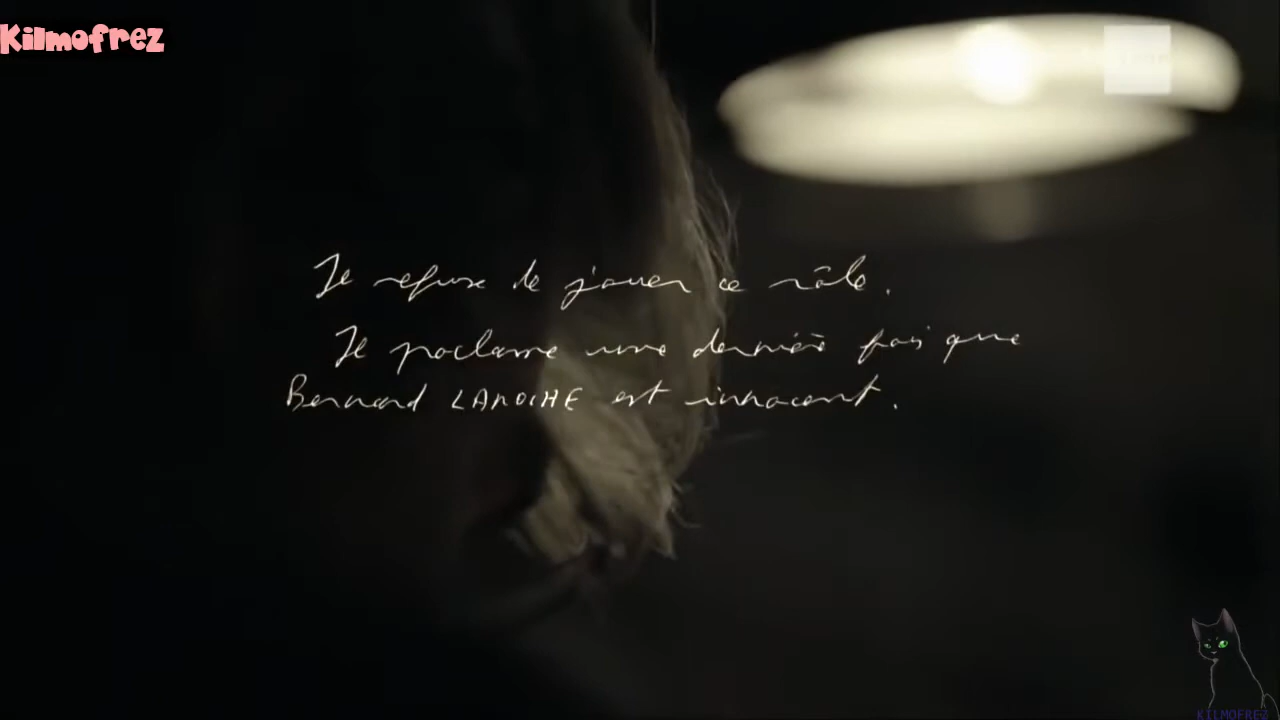 Kilmofrez
Je refuse de jouer ce rôle.
Je proclame une dernière fois que
Bernard LAROCHE est innocent.
KILMOFREZ